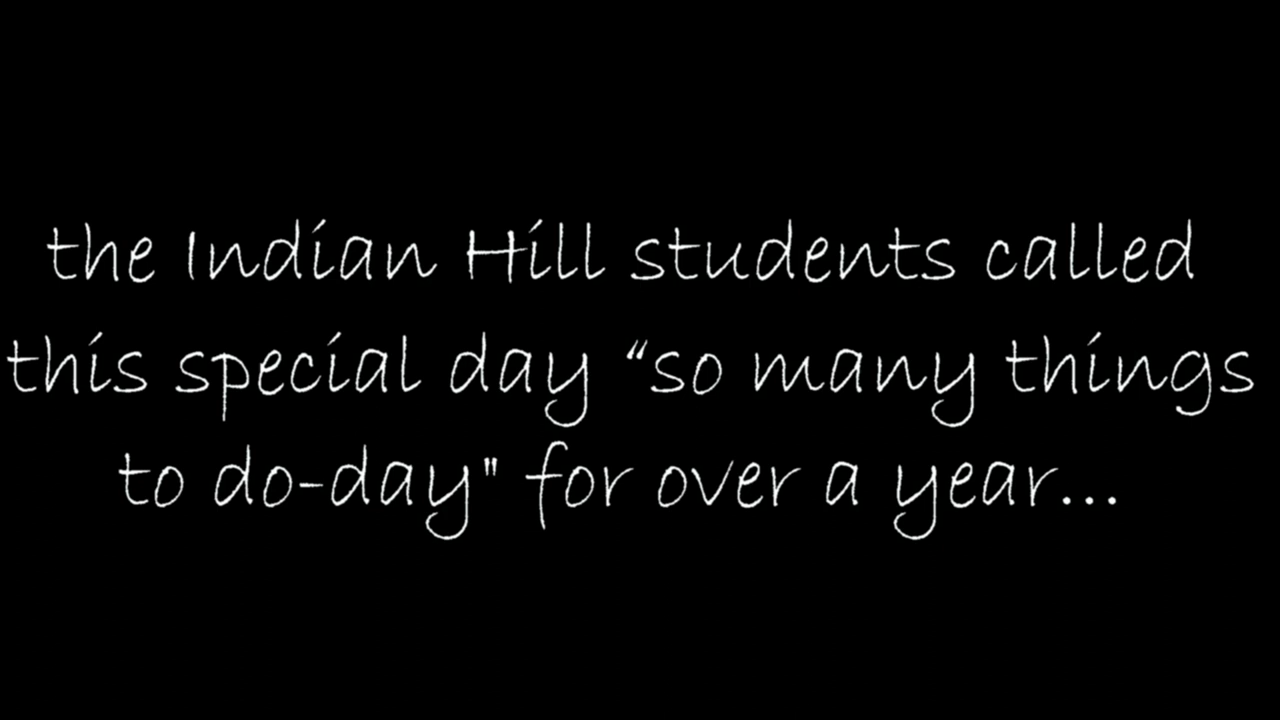 the Indian Hill students called
this special day “so many things
to do-day" for over a year...